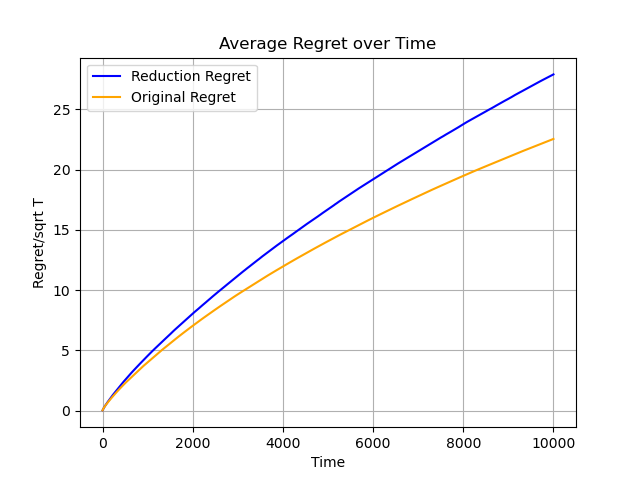 Average Regret over Time
Reduction Regret
Original Regret
Regret/sqrt T
25
20
15
10
5
0
0 2000 4000 6000 8000 10000
Time